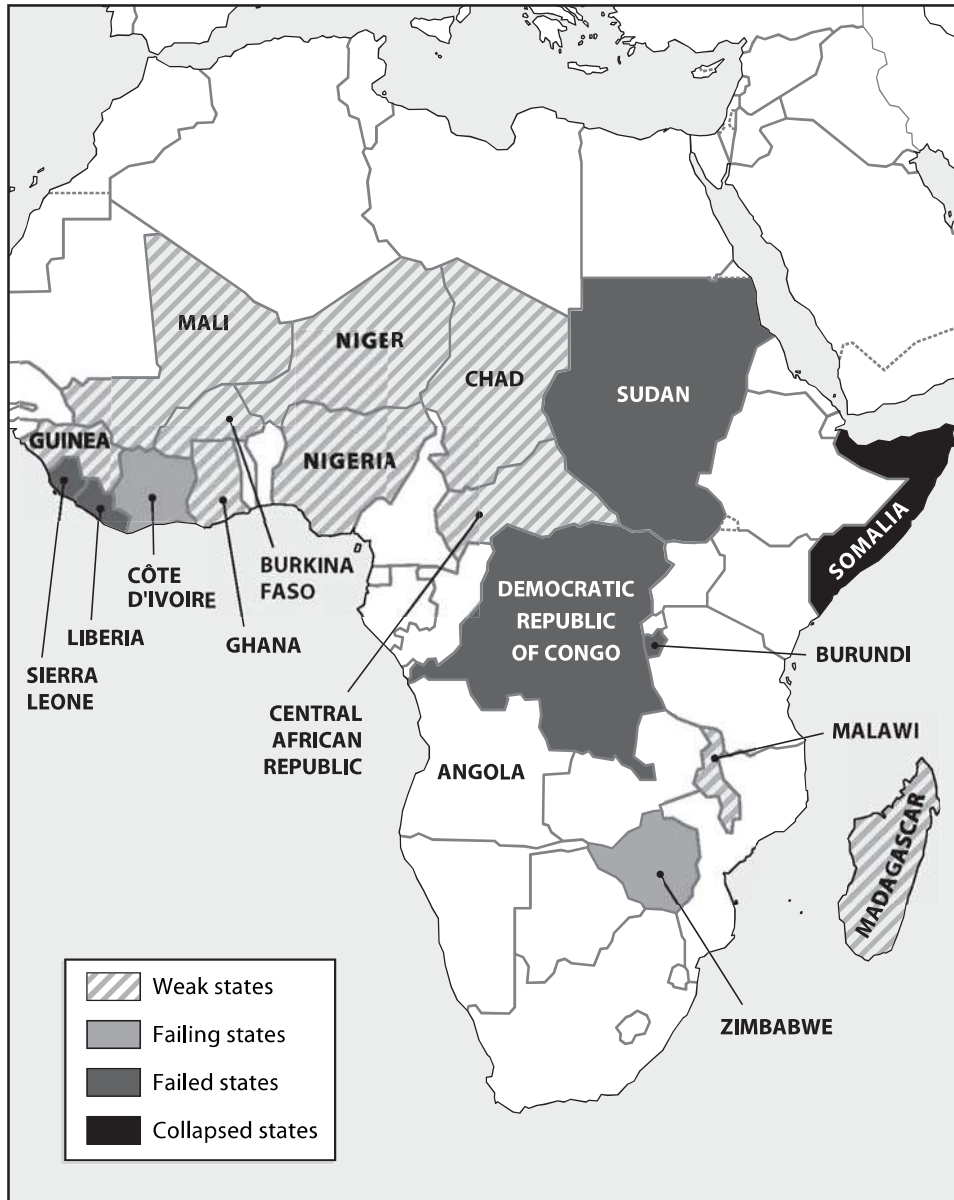 MALI
NIGER
CHAD
SUDAN
GUINEA
NIGERIA
SOMALIA
CÔTE
D'IVOIRE
BURKINA
FASO
DEMOCRATIC
REPUBLIC
OF CONGO
LIBERIA
GHANA
BURUNDI
SIERRA
LEONE
CENTRAL
AFRICAN
REPUBLIC
MALAWI
ANGOLA
MADAGASCAR
ZIMBABWE
Weak states
Failing states
Failed states
Collapsed states